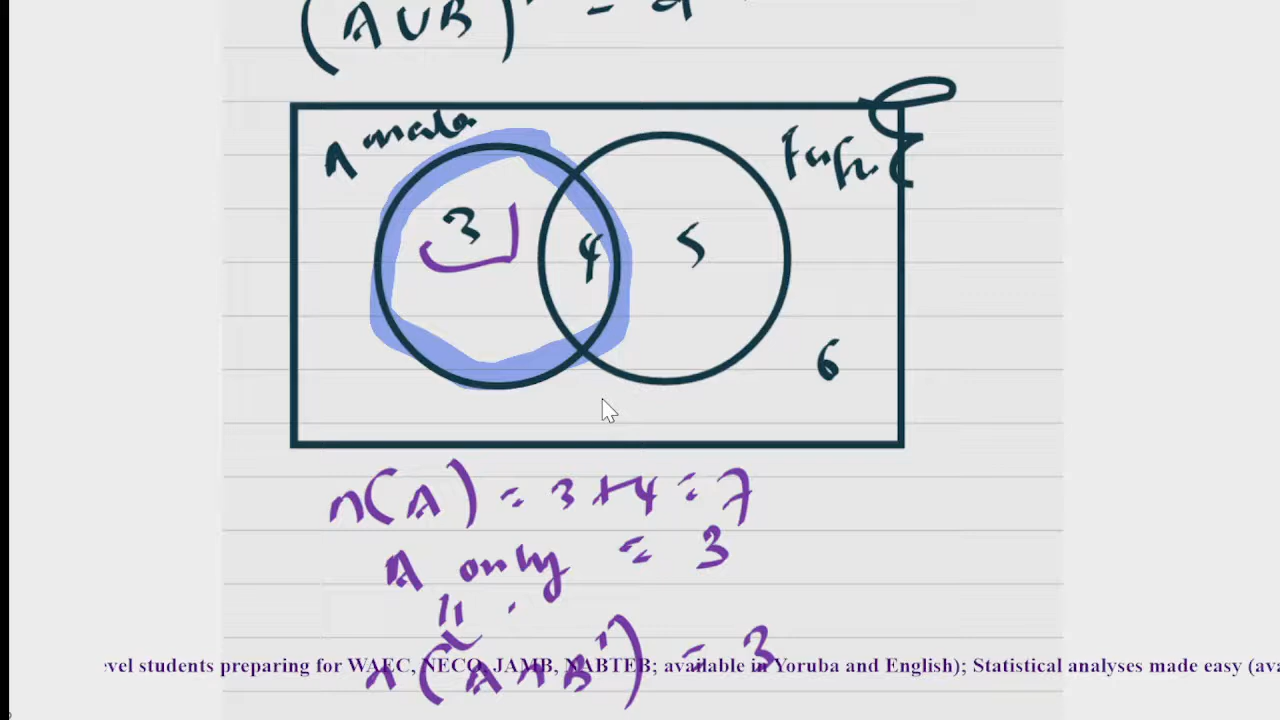 (A∪B)' =
Amala
Fufu
ξ
3
4
5
6
n(A) = 3+4 = 7
A only = 3
n(A∩B') = 3
evel students preparing for WAEC, NECO, JAMB, NABTEB; available in Yoruba and English); Statistical analyses made easy (ava